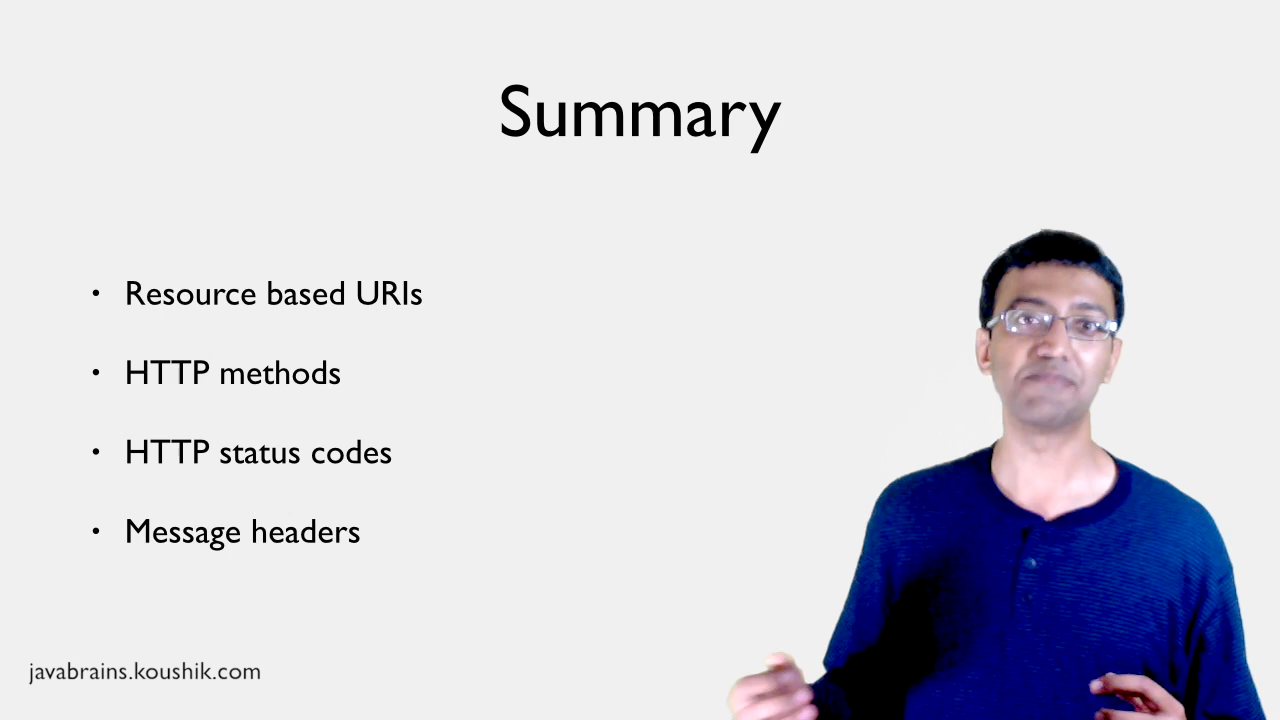 Summary
• Resource based URIs
• HTTP methods
• HTTP status codes
• Message headers
javabrains.koushik.com